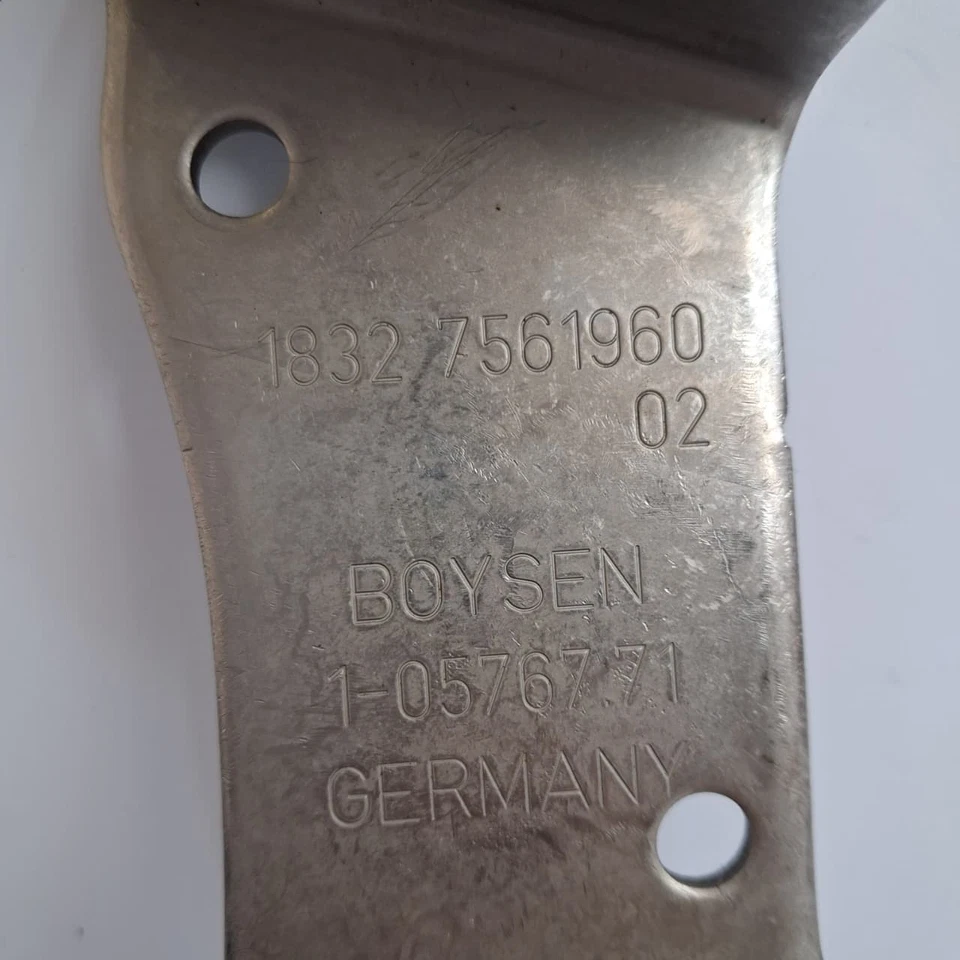 1832 7561960
02
BOYSEN
1-05767.71
GERMANY